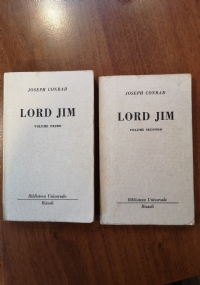 JOSEPH CONRAD
LORD JIM
VOLUME PRIMO
Biblioteca Universale
Rizzoli
JOSEPH CONRAD
LORD JIM
VOLUME SECONDO
Biblioteca Universale
Rizzoli